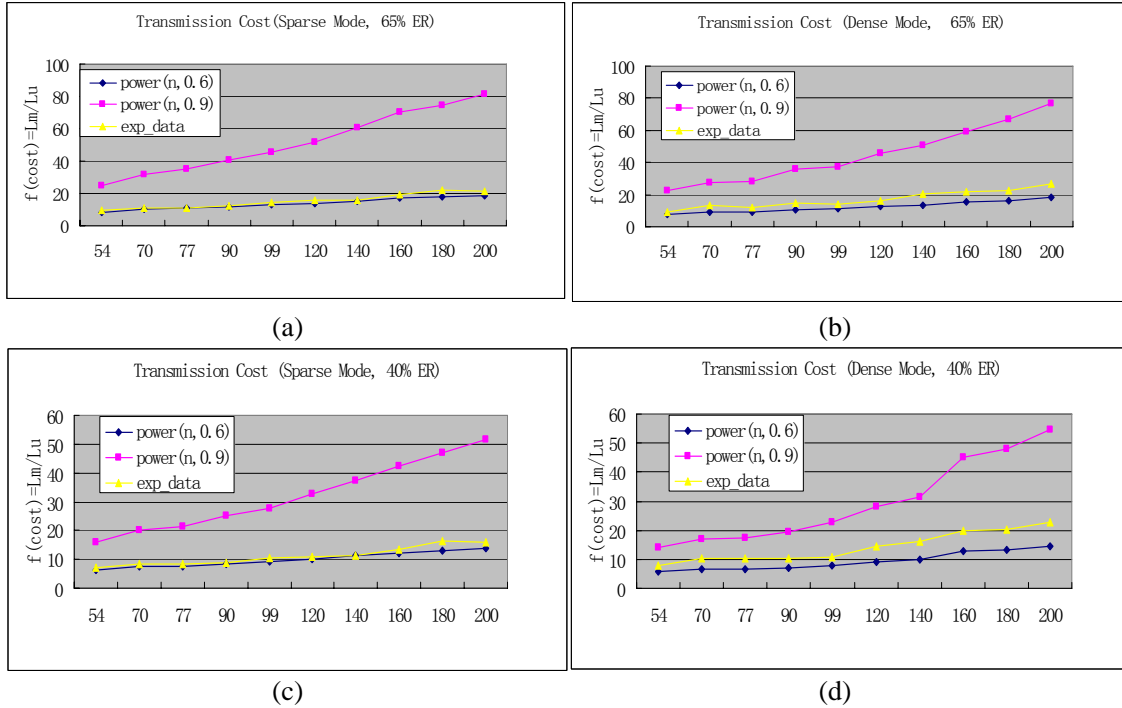 Transmission Cost(Sparse Mode, 65% ER)
f(cost)=Lm/Lu
100
80
60
40
20
0
power(n,0.6)
power(n,0.9)
exp_data
54 70 77 90 99 120 140 160 180 200
(a)
Transmission Cost (Dense Mode, 65% ER)
f(cost)=Lm/Lu
100
80
60
40
20
0
power(n,0.6)
power(n,0.9)
exp_data
54 70 77 90 99 120 140 160 180 200
(b)
Transmission Cost (Sparse Mode, 40% ER)
f(cost)=Lm/Lu
60
50
40
30
20
10
0
power(n,0.6)
power(n,0.9)
exp_data
54 70 77 90 99 120 140 160 180 200
(c)
Transmission Cost (Dense Mode, 40% ER)
f(cost)=Lm/Lu
60
50
40
30
20
10
0
power(n,0.6)
power(n,0.9)
exp_data
54 70 77 90 99 120 140 160 180 200
(d)